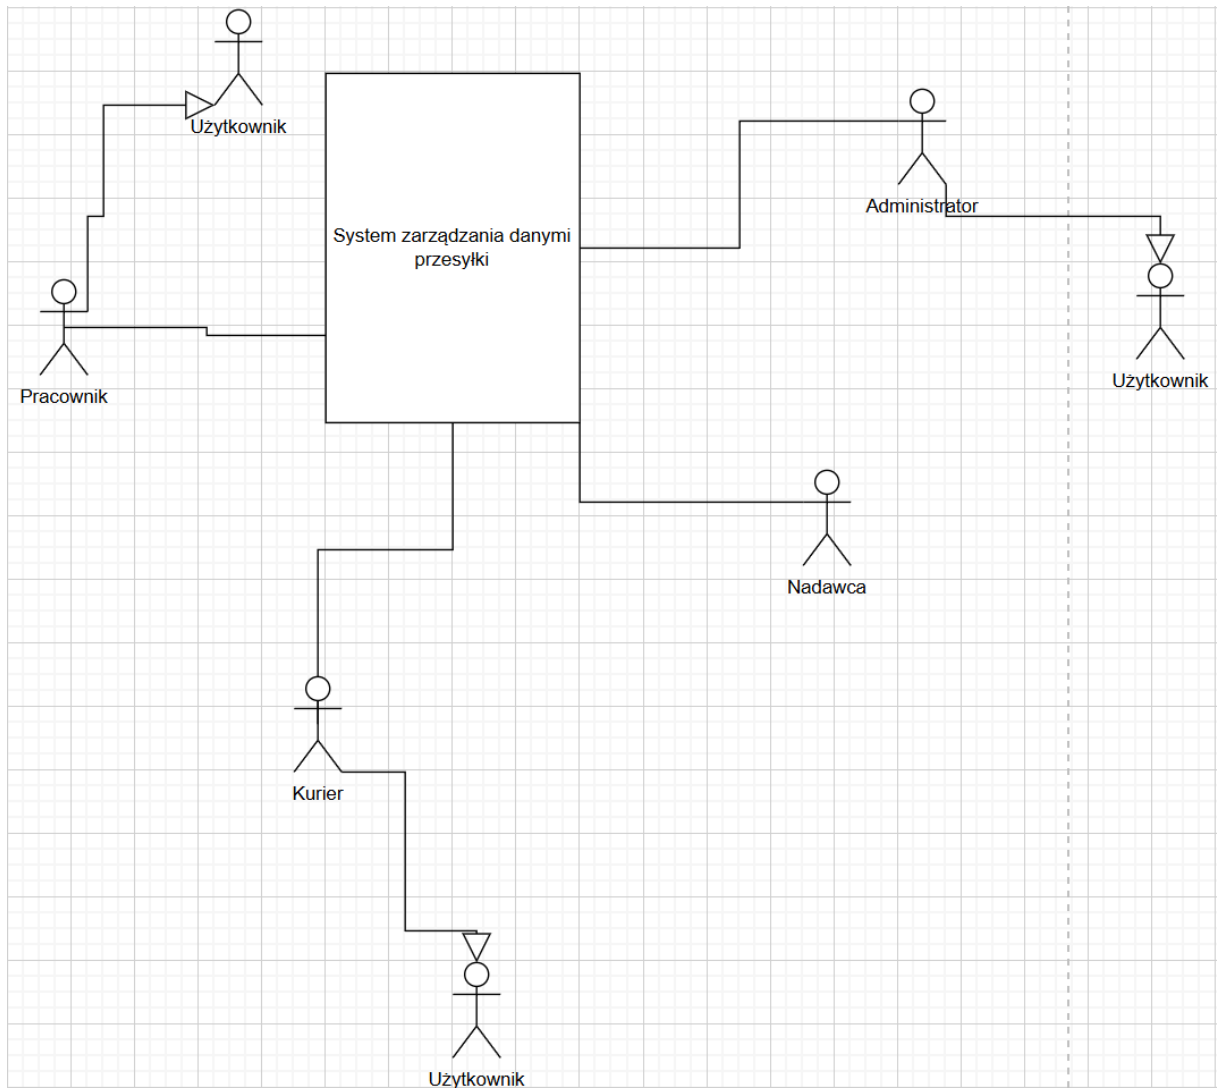 Użytkownik
Administrator
System zarządzania danymi
przesyłki
Użytkownik
Pracownik
Nadawca
Kurier
Użytkownik